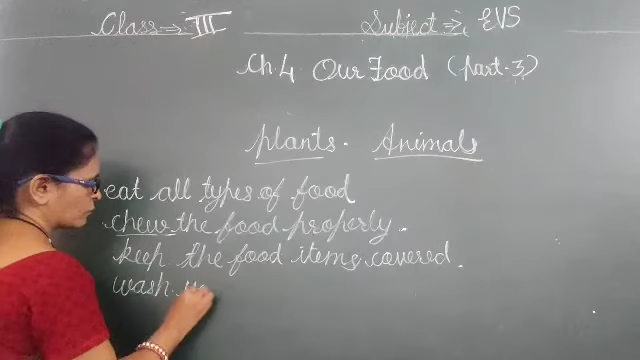 Class → III Subject ⇒ EVS
Ch. 4 Our Food (part-3)
plants. Animals
eat all types of food
chew the food properly.
keep the food items covered.
wash